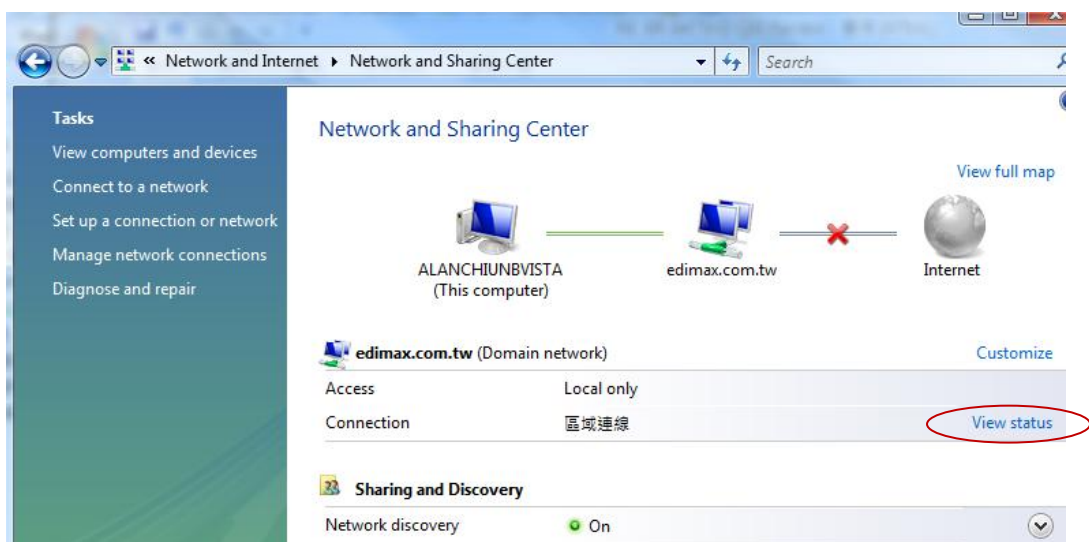 « Network and Internet ▸ Network and Sharing Center
Search
Tasks
View computers and devices
Connect to a network
Set up a connection or network
Manage network connections
Diagnose and repair
Network and Sharing Center
View full map
ALANCHIUNBVISTA
(This computer)
edimax.com.tw
Internet
edimax.com.tw (Domain network)
Customize
Access Local only
Connection 區域連線 View status
Sharing and Discovery
Network discovery On